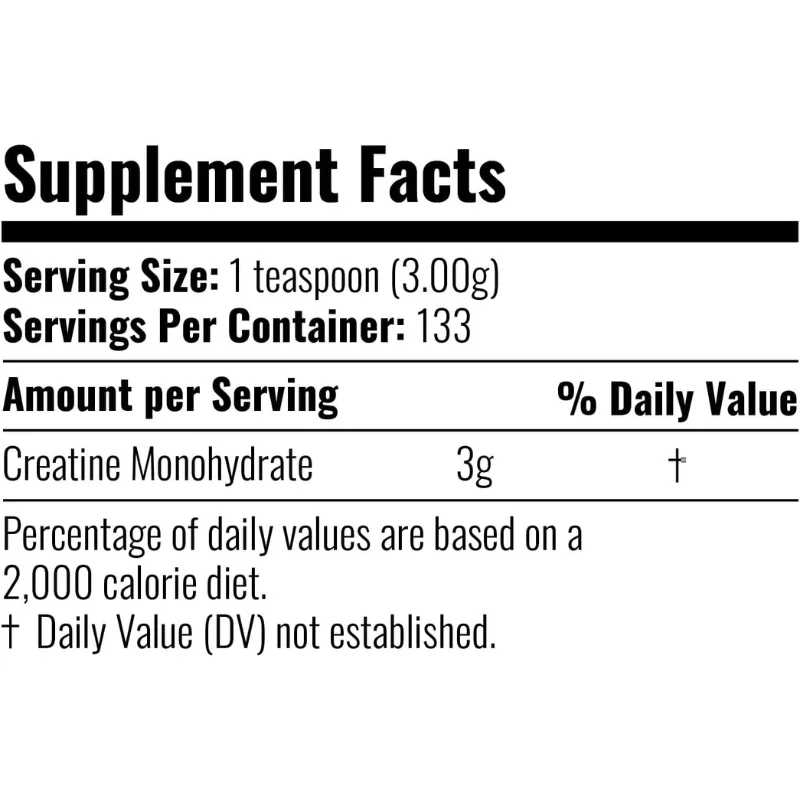 Supplement Facts
Serving Size: 1 teaspoon (3.00g)
Servings Per Container: 133
Amount per Serving % Daily Value
Creatine Monohydrate 3g †
Percentage of daily values are based on a
2,000 calorie diet.
† Daily Value (DV) not established.